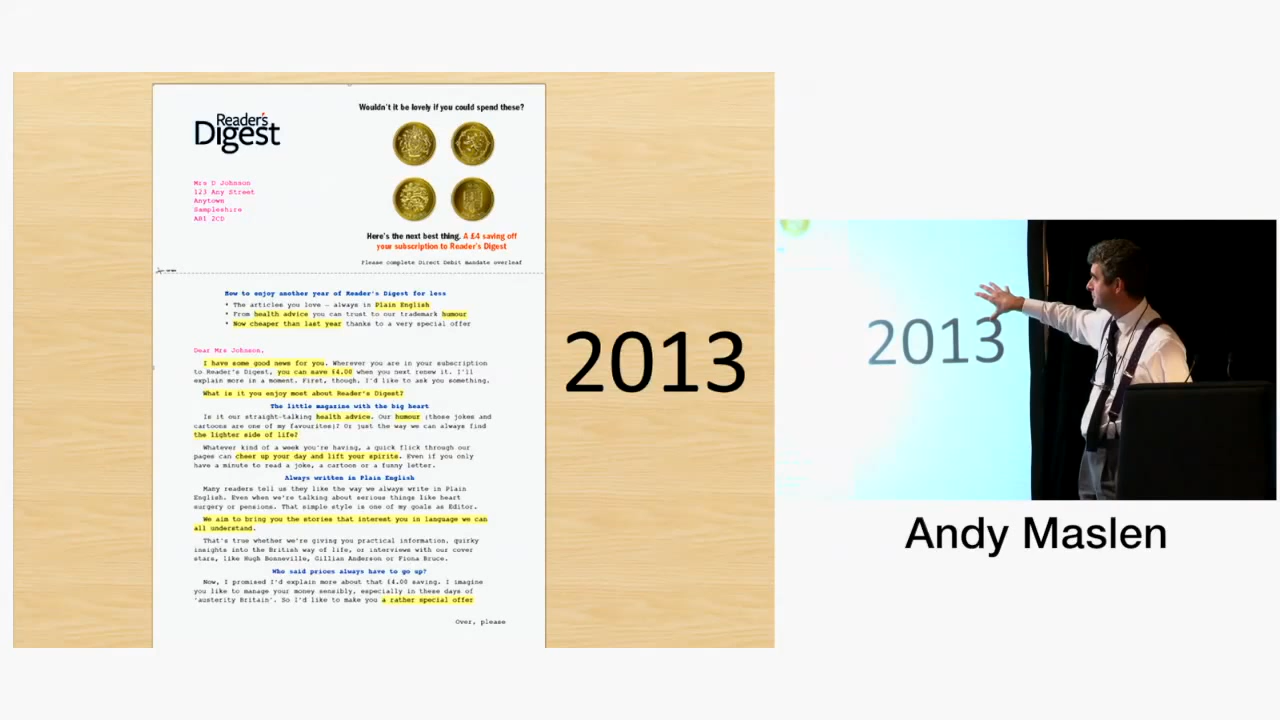 Wouldn't it be lovely if you could spend these?
Reader's
Digest
Mrs D Johnson
123 Any Street
Anytown
Sampleshire
AB1 2CD
Here's the next best thing. A £4 saving off
your subscription to Reader's Digest
Please complete Direct Debit mandate overleaf
How to enjoy another year of Reader's Digest for less
• The articles you love – always in Plain English
• From health advice you can trust to our trademark humour
• Now cheaper than last year thanks to a very special offer
Dear Mrs Johnson,
I have some good news for you. Wherever you are in your subscription
to Reader's Digest, you can save £4.00 when you next renew it. I'll
explain more in a moment. First, though, I'd like to ask you something.
What is it you enjoy most about Reader's Digest?
The little magazine with the big heart
Is it our straight-talking health advice. Our humour (those jokes and
cartoons are one of my favourites)? Or just the way we can always find
the lighter side of life?
Whatever kind of a week you're having, a quick flick through our
pages can cheer up your day and lift your spirits. Even if you only
have a minute to read a joke, a cartoon or a funny letter.
Always written in Plain English
Many readers tell us they like the way we always write in Plain
English. Even when we're talking about serious things like heart
surgery or pensions. That simple style is one of my goals as Editor.
We aim to bring you the stories that interest you in language we can
all understand.
That's true whether we're giving you practical information, quirky
insights into the British way of life, or interviews with our cover
stars, like Hugh Bonneville, Gillian Anderson or Fiona Bruce.
Who said prices always have to go up?
Now, I promised I'd explain more about that £4.00 saving. I imagine
you like to manage your money sensibly, especially in these days of
'austerity Britain'. So I'd like to make you a rather special offer
Over, please
2013
2013
Andy Maslen